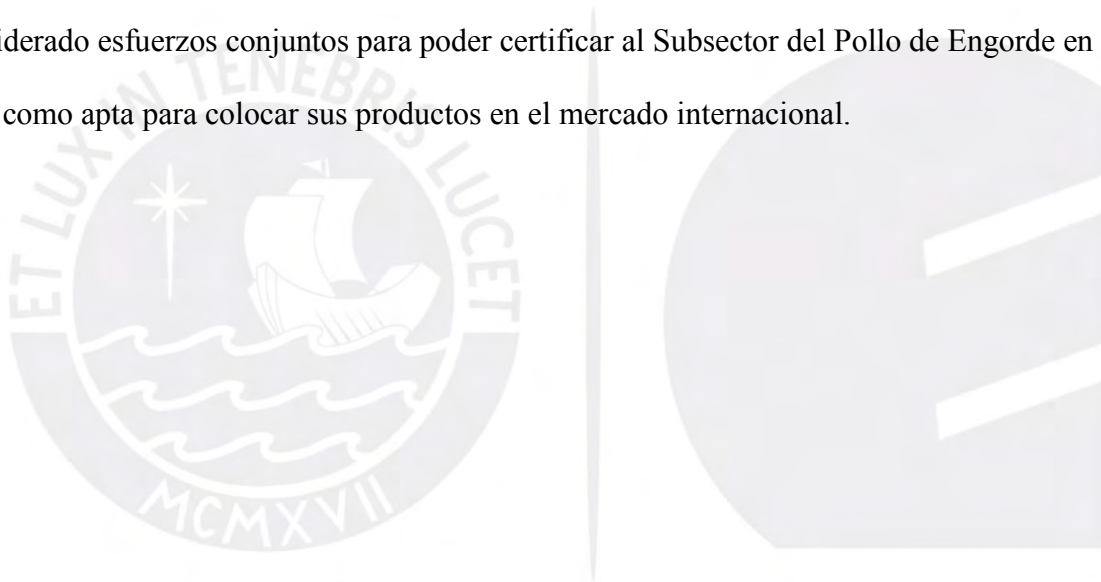 iderado esfuerzos conjuntos para poder certificar al Subsector del Pollo de Engorde en
como apta para colocar sus productos en el mercado internacional.
ET LUX IN TENEBRIS LUCET
MCMXVII